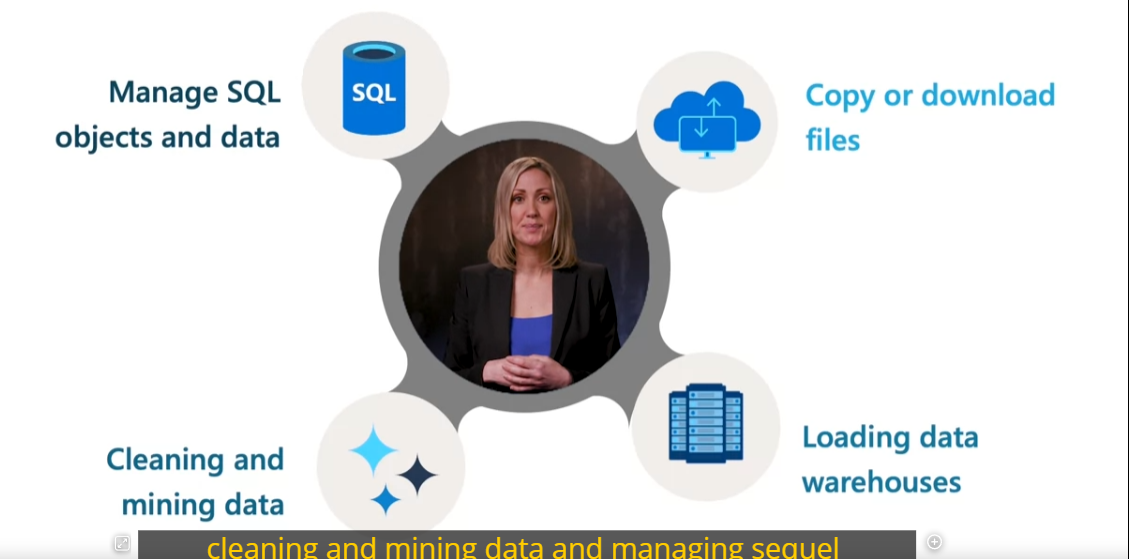 Manage SQL
objects and data
SQL
Copy or download
files
Cleaning and
mining data
Loading data
warehouses
cleaning and mining data and managing sequel